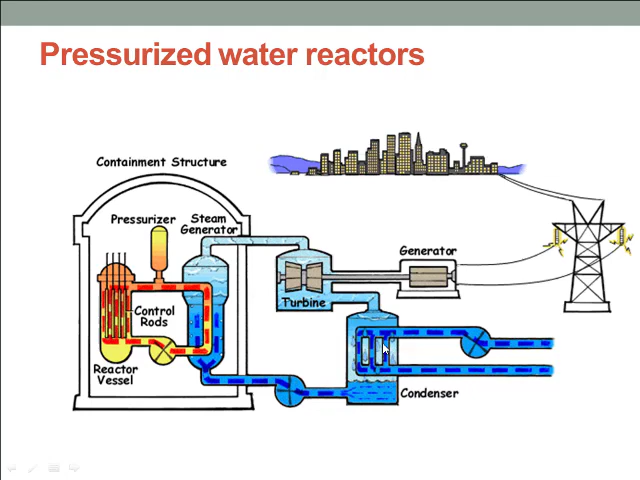 Pressurized water reactors
Containment Structure
Pressurizer
Steam
Generator
Control
Rods
Reactor
Vessel
Turbine
Generator
Condenser